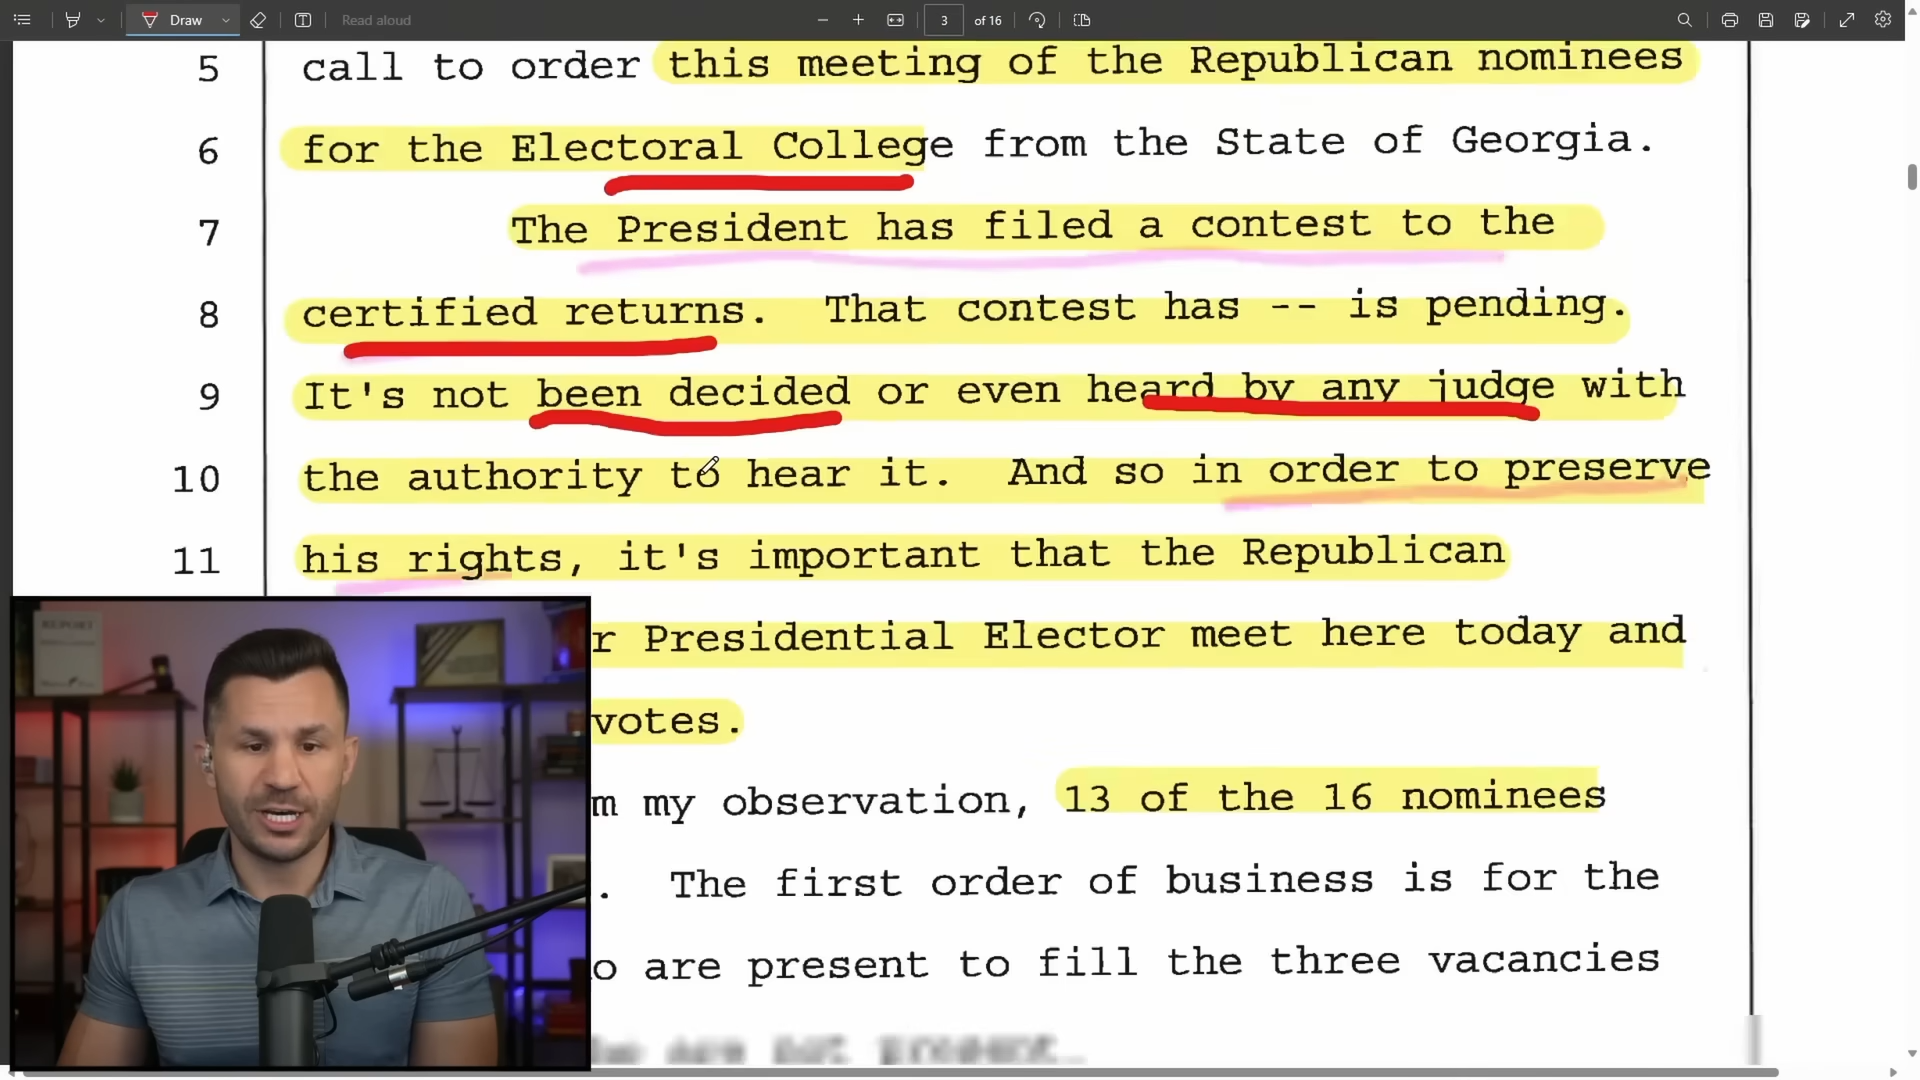 Draw
Read aloud
3 of 16
5 call to order this meeting of the Republican nominees
6 for the Electoral College from the State of Georgia.
7 The President has filed a contest to the
8 certified returns. That contest has -- is pending.
9 It's not been decided or even heard by any judge with
10 the authority to hear it. And so in order to preserve
11 his rights, it's important that the Republican
r Presidential Elector meet here today and
votes.
m my observation, 13 of the 16 nominees
. The first order of business is for the
o are present to fill the three vacancies
are not present.
REPORT